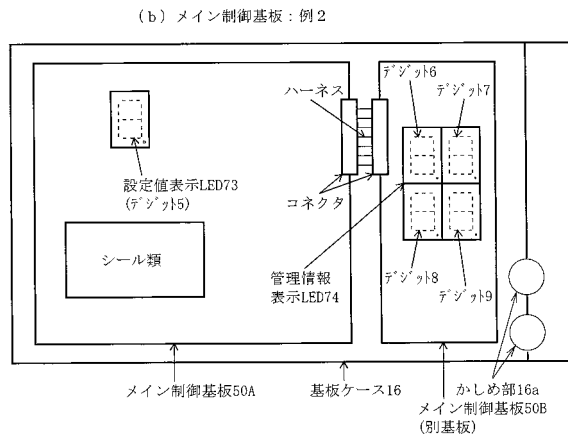 (b) メイン制御基板：例2
デジット6
デジット7
ハーネス
設定値表示LED73
(デジット5)
コネクタ
シール類
管理情報
表示LED74
デジット8
デジット9
メイン制御基板50A
基板ケース16
かしめ部16a
メイン制御基板50B
(別基板)